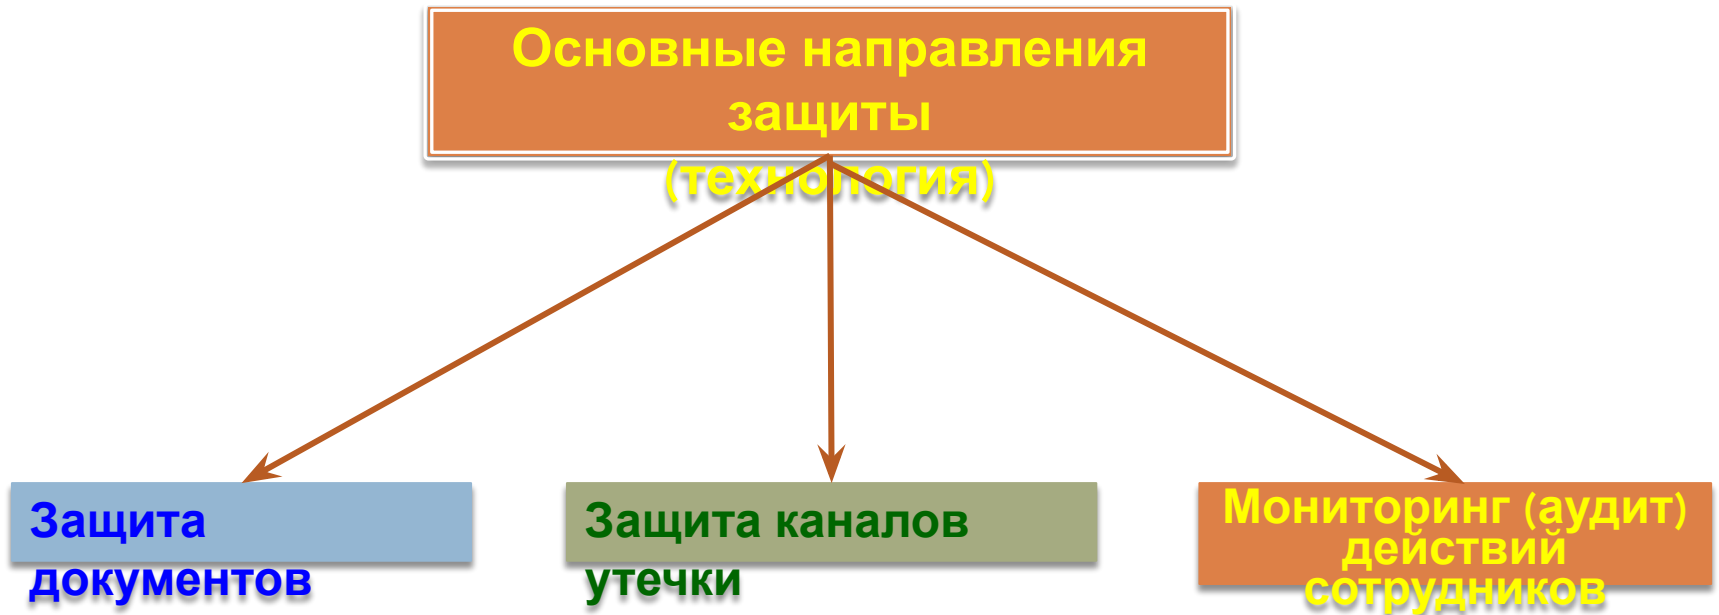 Основные направления
защиты
(технология)
Защита
документов
Защита каналов
утечки
Мониторинг (аудит)
действий
сотрудников